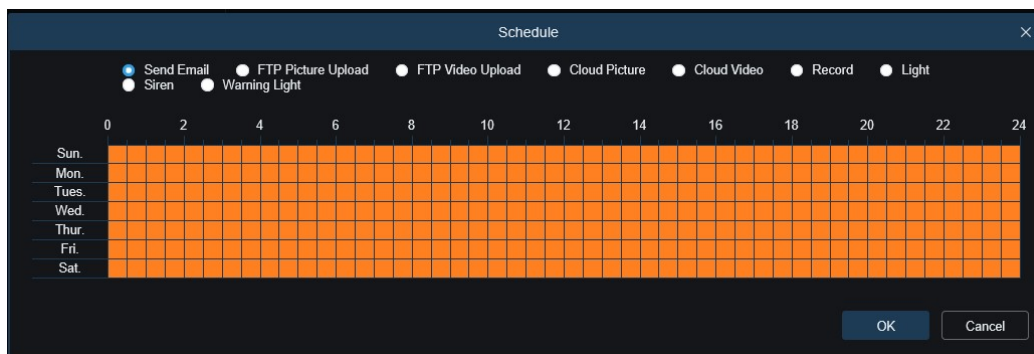 Schedule
Send Email FTP Picture Upload FTP Video Upload Cloud Picture Cloud Video Record Light
Siren Warning Light
0 2 4 6 8 10 12 14 16 18 20 22 24
Sun.
Mon.
Tues.
Wed.
Thur.
Fri.
Sat.
OK Cancel